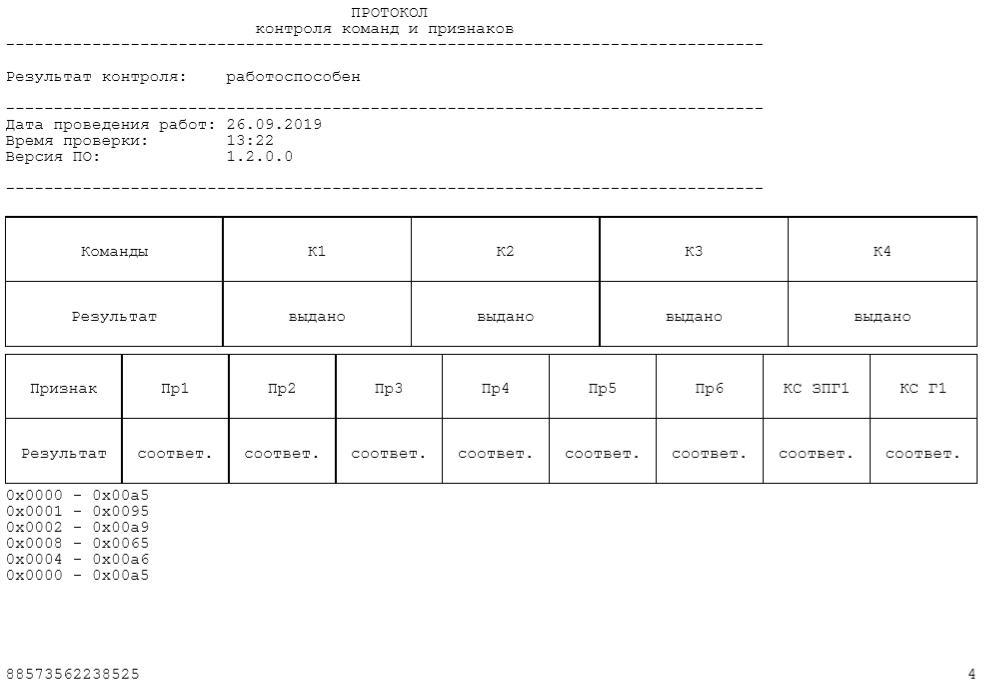 ПРОТОКОЛ
контроля команд и признаков
-------------------------------------------------------------------------------
Результат контроля: работоспособен
-------------------------------------------------------------------------------
Дата проведения работ: 26.09.2019
Время проверки: 13:22
Версия ПО: 1.2.0.0
-------------------------------------------------------------------------------
Команды К1 К2 К3 К4
Результат выдано выдано выдано выдано
Признак Пр1 Пр2 Пр3 Пр4 Пр5 Пр6 КС ЗПГ1 КС Г1
Результат соответ. соответ. соответ. соответ. соответ. соответ. соответ. соответ.
0x0000 - 0x00a5
0x0001 - 0x0095
0x0002 - 0x00a9
0x0008 - 0x0065
0x0004 - 0x00a6
0x0000 - 0x00a5
88573562238525 4